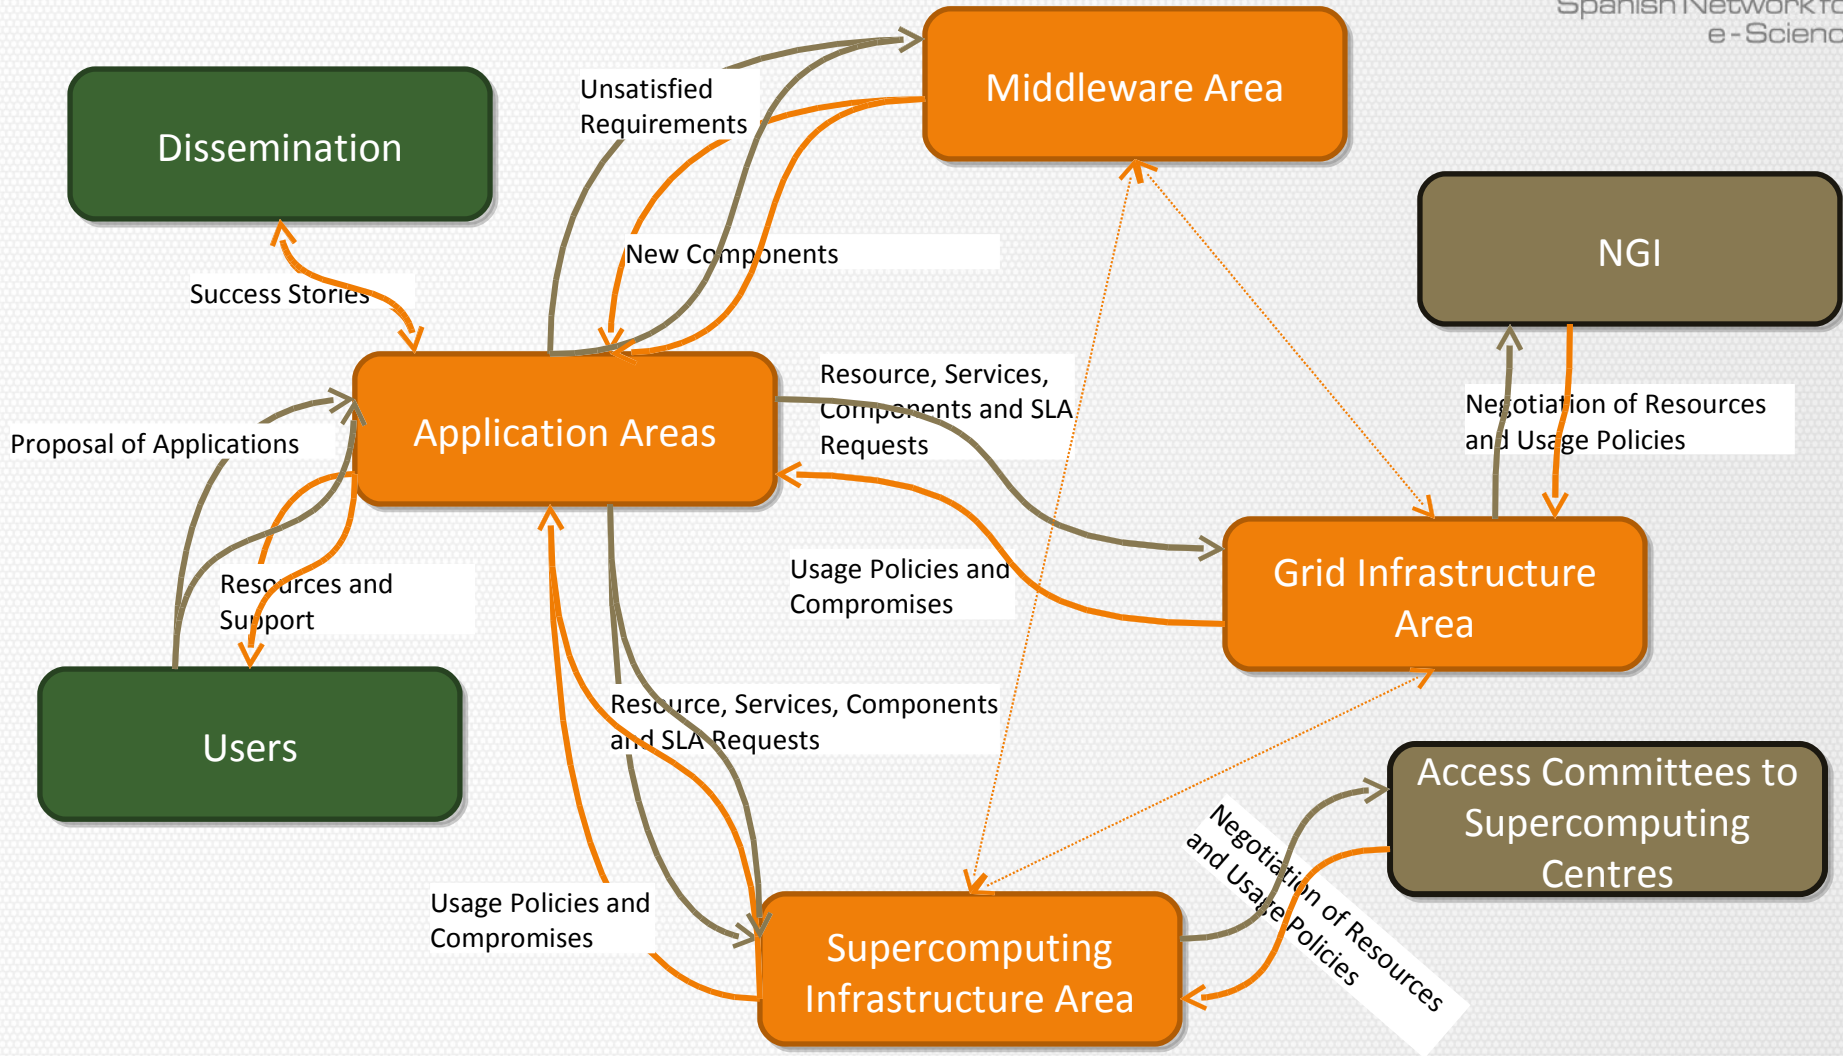 Spanish Network fo
e-Scienc
Middleware Area
Unsatisfied
Requirements
Dissemination
New Components
NGI
Success Stories
Resource, Services,
Components and SLA
Requests
Negotiation of Resources
and Usage Policies
Application Areas
Proposal of Applications
Usage Policies and
Compromises
Grid Infrastructure
Area
Resources and
Support
Resource, Services, Components
and SLA Requests
Users
Access Committees to
Supercomputing
Centres
Negotiation of Resources
and Usage Policies
Usage Policies and
Compromises
Supercomputing
Infrastructure Area